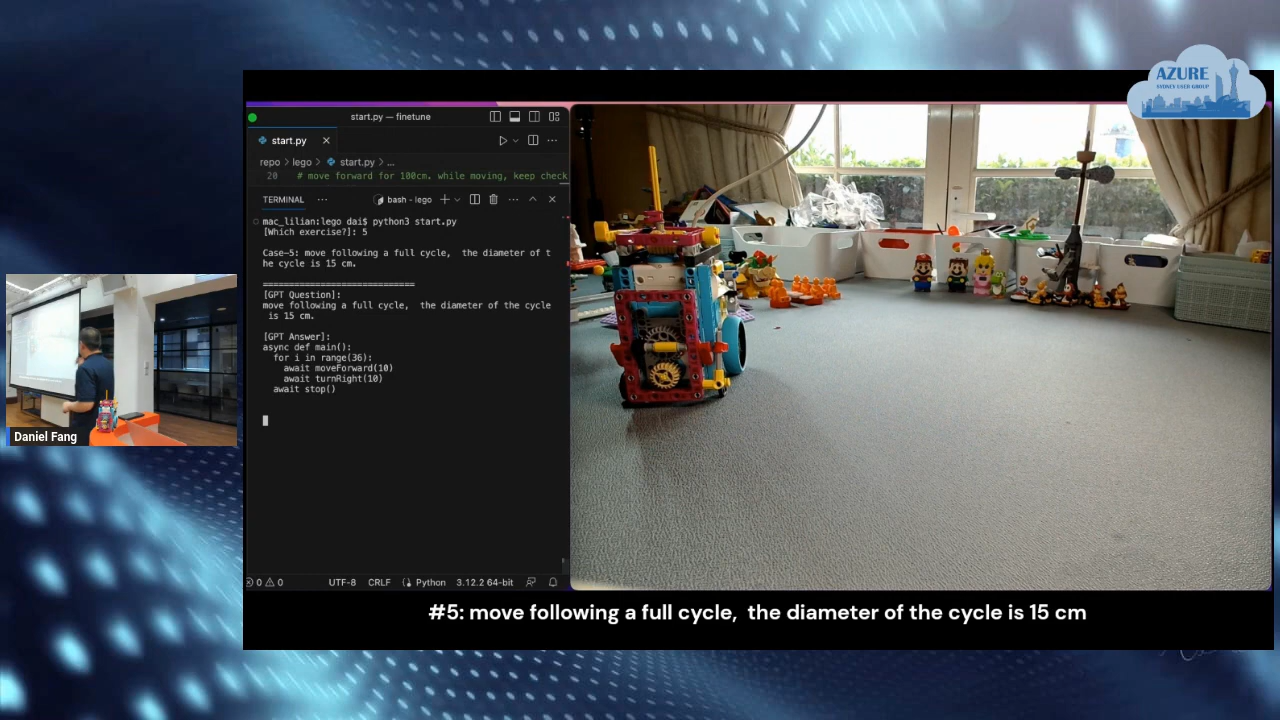 AZURE
SYDNEY USER GROUP
start.py — finetune
start.py
repo > lego > start.py > ...
20 # move forward for 100cm. while moving, keep check
TERMINAL ... bash - lego
mac_lilian:lego dai$ python3 start.py
[Which exercise?]: 5
Case-5: move following a full cycle,  the diameter of t
he cycle is 15 cm.
===========================
[GPT Question]:
move following a full cycle,  the diameter of the cycle
 is 15 cm.
[GPT Answer]:
async def main():
  for i in range(36):
    await moveForward(10)
    await turnRight(10)
  await stop()
0 0 UTF-8 CRLF Python 3.12.2 64-bit
Daniel Fang
#5: move following a full cycle,  the diameter of the cycle is 15 cm